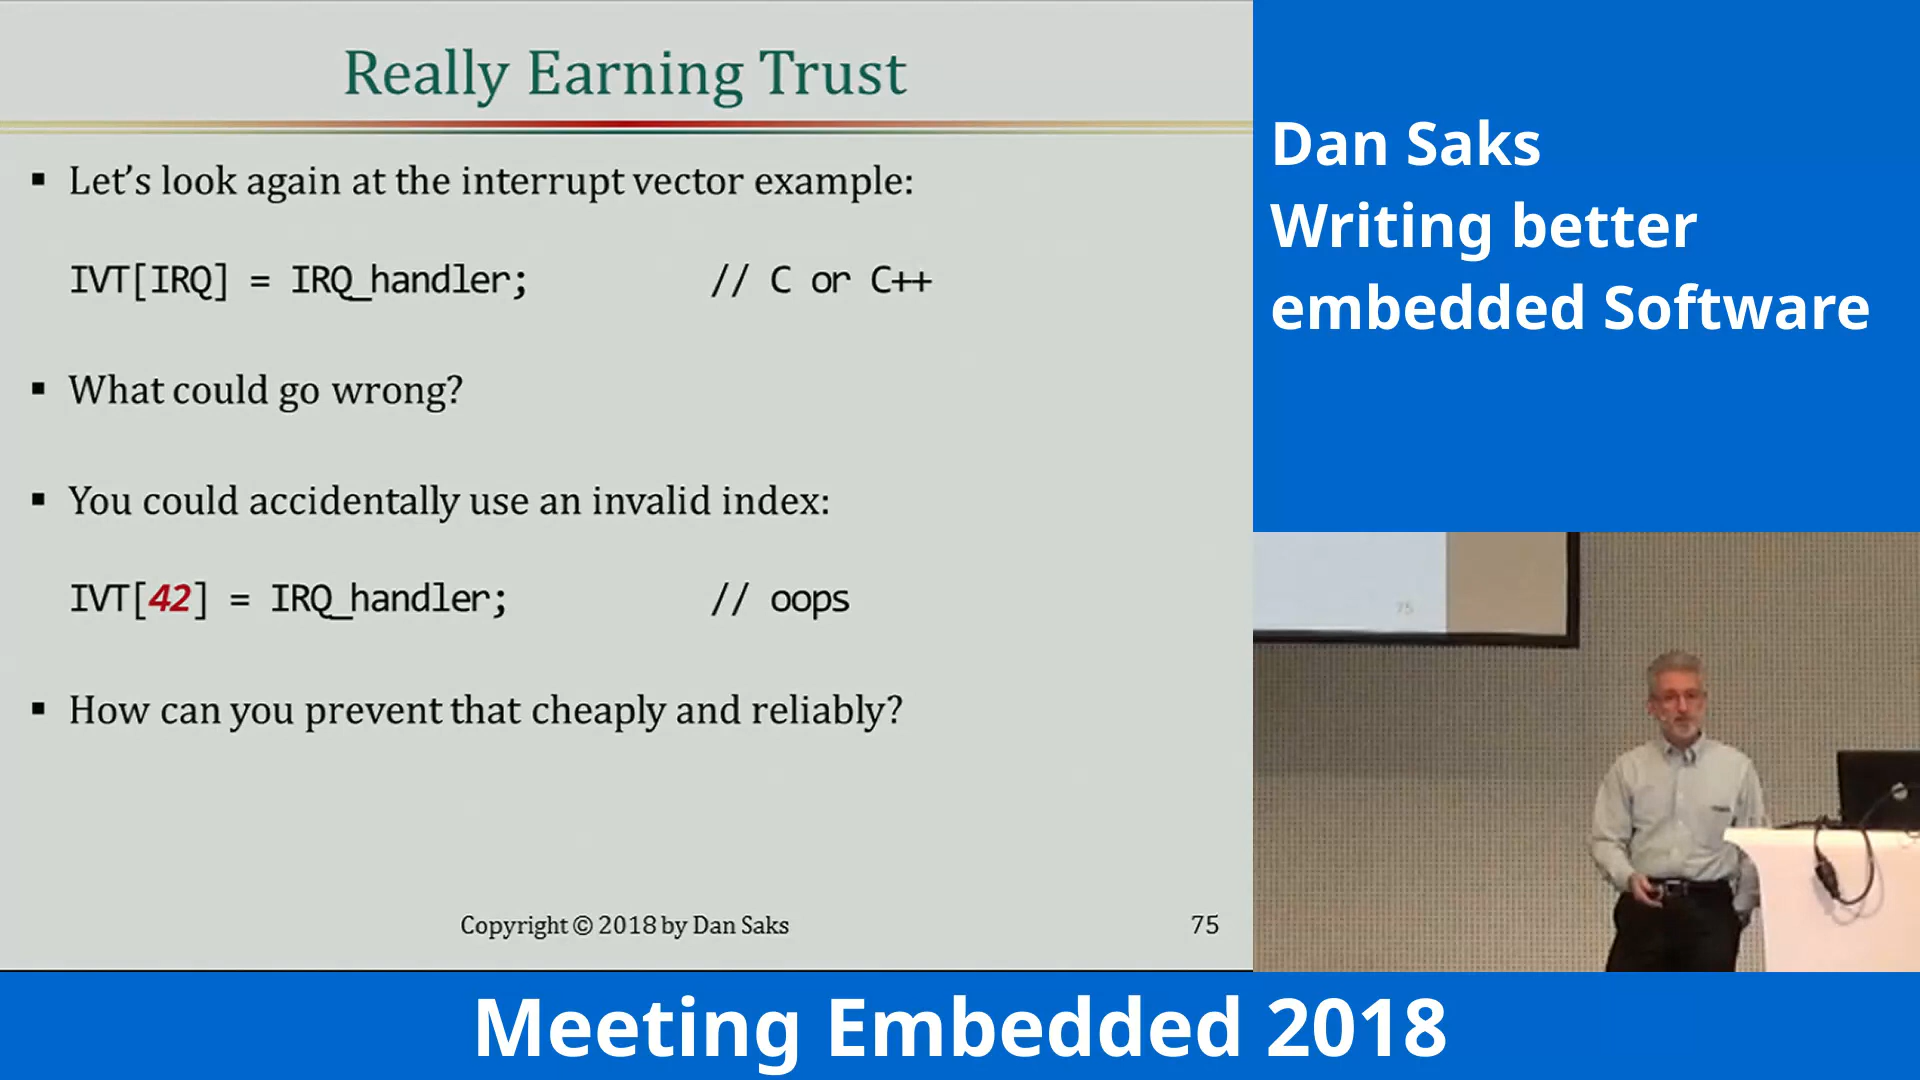 Really Earning Trust
▪ Let’s look again at the interrupt vector example:
IVT[IRQ] = IRQ_handler; // C or C++
▪ What could go wrong?
▪ You could accidentally use an invalid index:
IVT[42] = IRQ_handler; // oops
▪ How can you prevent that cheaply and reliably?
Copyright © 2018 by Dan Saks 75
Dan Saks
Writing better
embedded Software
75
Meeting Embedded 2018